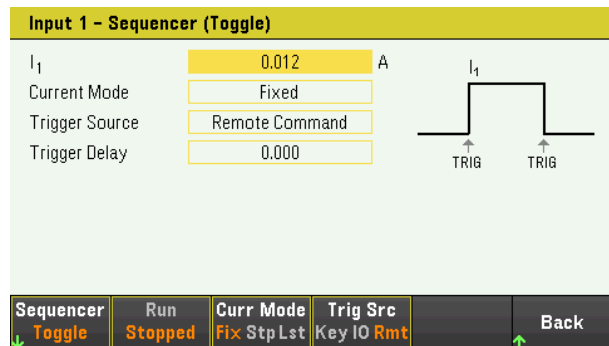 Input 1 – Sequencer (Toggle)
I1 0.012 A
Current Mode Fixed
Trigger Source Remote Command
Trigger Delay 0.000
I1
TRIG TRIG
Sequencer Run Curr Mode Trig Src
Toggle Stopped Fix Stp Lst Key IO Rmt Back